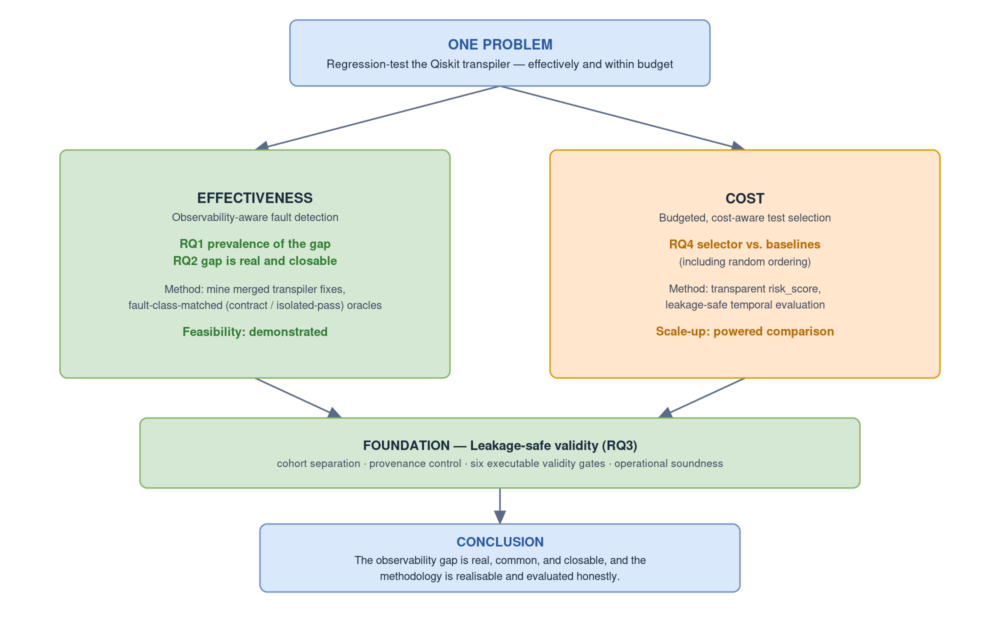 ONE PROBLEM
Regression-test the Qiskit transpiler — effectively and within budget
EFFECTIVENESS
Observability-aware fault detection
RQ1 prevalence of the gap
RQ2 gap is real and closable
Method: mine merged transpiler fixes,
fault-class-matched (contract / isolated-pass) oracles
Feasibility: demonstrated
COST
Budgeted, cost-aware test selection
RQ4 selector vs. baselines
(including random ordering)
Method: transparent risk_score,
leakage-safe temporal evaluation
Scale-up: powered comparison
FOUNDATION — Leakage-safe validity (RQ3)
cohort separation · provenance control · six executable validity gates · operational soundness
CONCLUSION
The observability gap is real, common, and closable, and the
methodology is realisable and evaluated honestly.